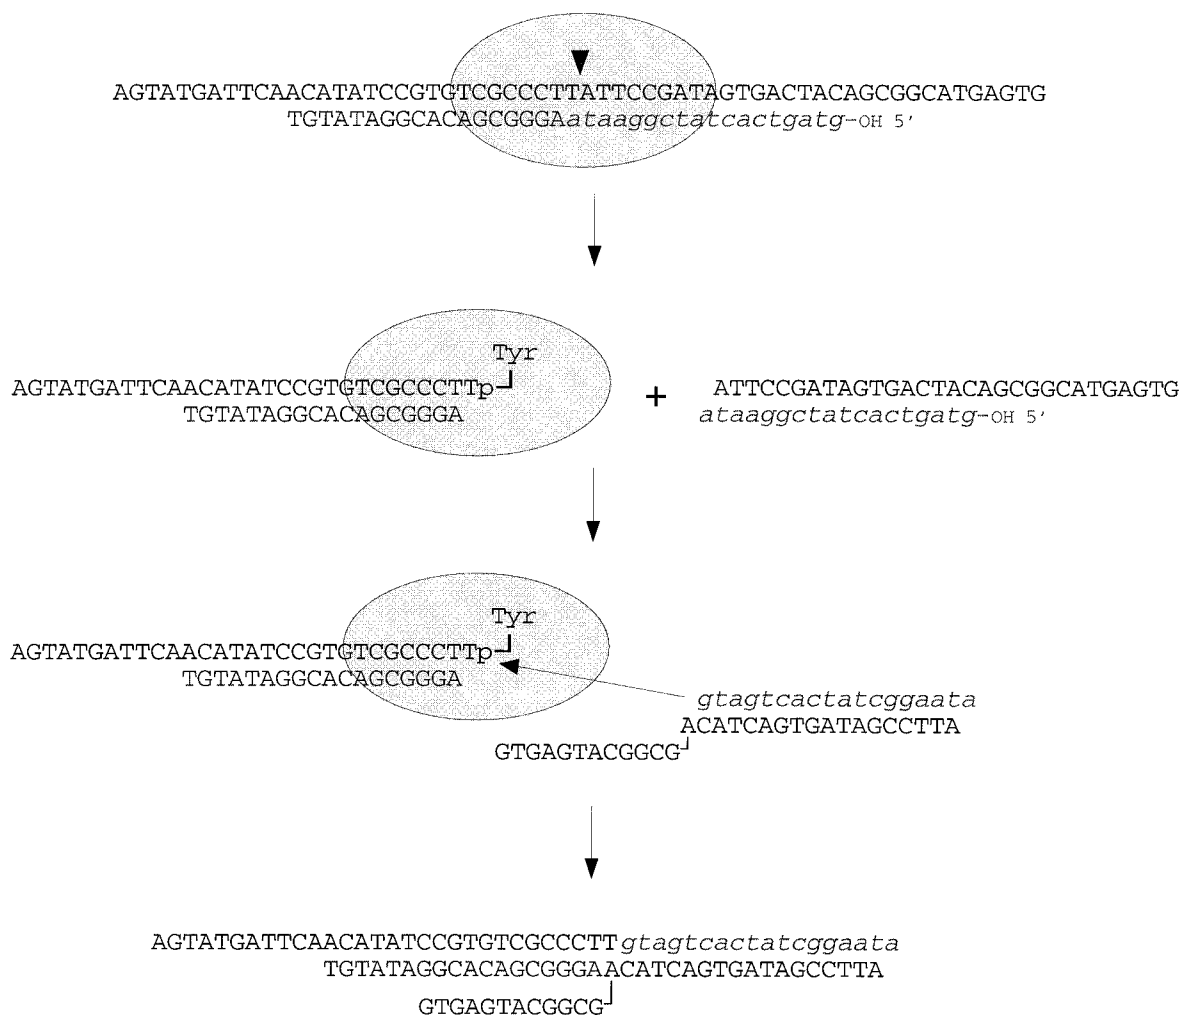 AGTATGATTCAACATATCCGTGTCGCCCTTATTCCGATAGTGACTACAGCGGCATGAGTG
TGTATAGGCACAGCGGGAataaggctatcactgatg-OH 5'
Tyr
AGTATGATTCAACATATCCGTGTCGCCCTTp
TGTATAGGCACAGCGGGA
+
ATTCCGATAGTGACTACAGCGGCATGAGTG
ataaggctatcactgatg-OH 5'
Tyr
AGTATGATTCAACATATCCGTGTCGCCCTTp
TGTATAGGCACAGCGGGA
gtagtcactatcggaata
ACATCAGTGATAGCCTTA
GTGAGTACGGCG
AGTATGATTCAACATATCCGTGTCGCCCTTgtagtcactatcggaata
TGTATAGGCACAGCGGGAACATCAGTGATAGCCTTA
GTGAGTACGGCG